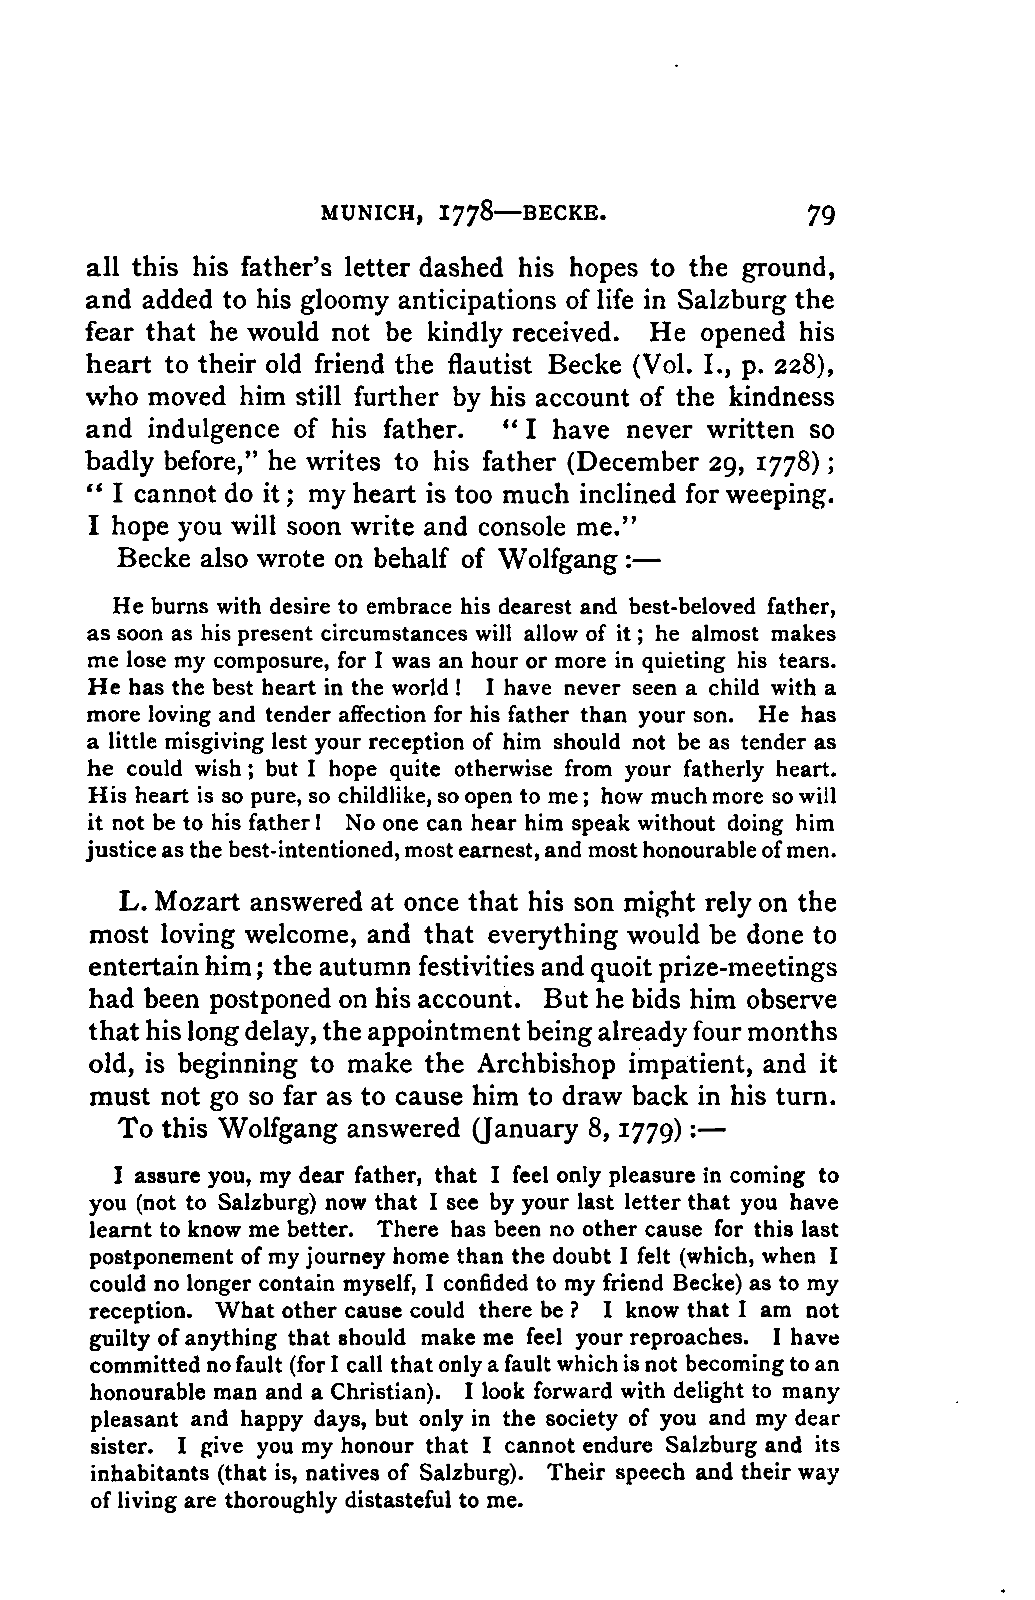 MUNICH, 1778—BECKE. 79
all this his father's letter dashed his hopes to the ground,
and added to his gloomy anticipations of life in Salzburg the
fear that he would not be kindly received. He opened his
heart to their old friend the flautist Becke (Vol. I., p. 228),
who moved him still further by his account of the kindness
and indulgence of his father. “I have never written so
badly before,” he writes to his father (December 29, 1778);
“I cannot do it; my heart is too much inclined for weeping.
I hope you will soon write and console me.”
Becke also wrote on behalf of Wolfgang:—
He burns with desire to embrace his dearest and best-beloved father,
as soon as his present circumstances will allow of it; he almost makes
me lose my composure, for I was an hour or more in quieting his tears.
He has the best heart in the world! I have never seen a child with a
more loving and tender affection for his father than your son. He has
a little misgiving lest your reception of him should not be as tender as
he could wish; but I hope quite otherwise from your fatherly heart.
His heart is so pure, so childlike, so open to me; how much more so will
it not be to his father! No one can hear him speak without doing him
justice as the best-intentioned, most earnest, and most honourable of men.
L. Mozart answered at once that his son might rely on the
most loving welcome, and that everything would be done to
entertain him; the autumn festivities and quoit prize-meetings
had been postponed on his account. But he bids him observe
that his long delay, the appointment being already four months
old, is beginning to make the Archbishop impatient, and it
must not go so far as to cause him to draw back in his turn.
To this Wolfgang answered (January 8, 1779):—
I assure you, my dear father, that I feel only pleasure in coming to
you (not to Salzburg) now that I see by your last letter that you have
learnt to know me better. There has been no other cause for this last
postponement of my journey home than the doubt I felt (which, when I
could no longer contain myself, I confided to my friend Becke) as to my
reception. What other cause could there be? I know that I am not
guilty of anything that should make me feel your reproaches. I have
committed no fault (for I call that only a fault which is not becoming to an
honourable man and a Christian). I look forward with delight to many
pleasant and happy days, but only in the society of you and my dear
sister. I give you my honour that I cannot endure Salzburg and its
inhabitants (that is, natives of Salzburg). Their speech and their way
of living are thoroughly distasteful to me.